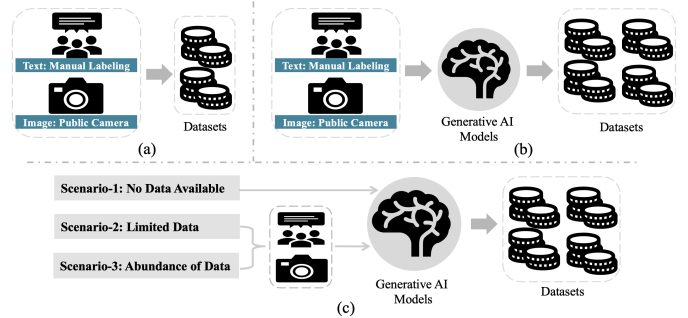 Text: Manual Labeling
Image: Public Camera
Datasets
(a)
Text: Manual Labeling
Image: Public Camera
Generative AI
Models
Datasets
(b)
Scenario-1: No Data Available
Scenario-2: Limited Data
Scenario-3: Abundance of Data
Generative AI
Models
Datasets
(c)